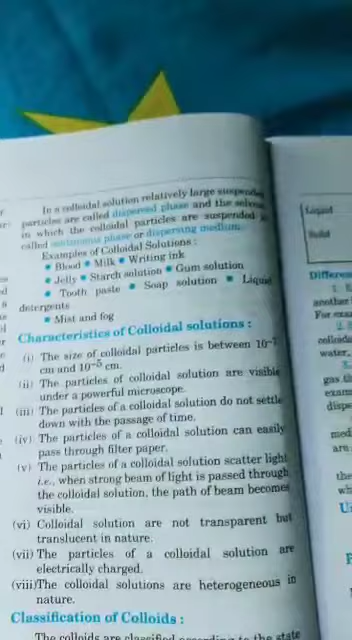 In a colloidal solution relatively large suspended
particles are called dispersed phase and the solvent
in which the colloidal particles are suspended is
called continuous phase or dispersing medium.
Examples of Colloidal Solutions :
• Blood • Milk • Writing ink
• Jelly • Starch solution • Gum solution
• Tooth paste • Soap solution • Liquid
detergents
• Mist and fog
Characteristics of Colloidal solutions :
(i) The size of colloidal particles is between 10⁻⁷
cm and 10⁻⁵ cm.
(ii) The particles of colloidal solution are visible
under a powerful microscope.
(iii) The particles of a colloidal solution do not settle
down with the passage of time.
(iv) The particles of a colloidal solution can easily
pass through filter paper.
(v) The particles of a colloidal solution scatter light
i.e., when strong beam of light is passed through
the colloidal solution, the path of beam becomes
visible.
(vi) Colloidal solution are not transparent but
translucent in nature.
(vii) The particles of a colloidal solution are
electrically charged.
(viii)The colloidal solutions are heterogeneous in
nature.
Classification of Colloids :
The colloids are classified according to the state
Liquid
Solid
another
For exa
water,
gas th
exam
dispe
med
are
the